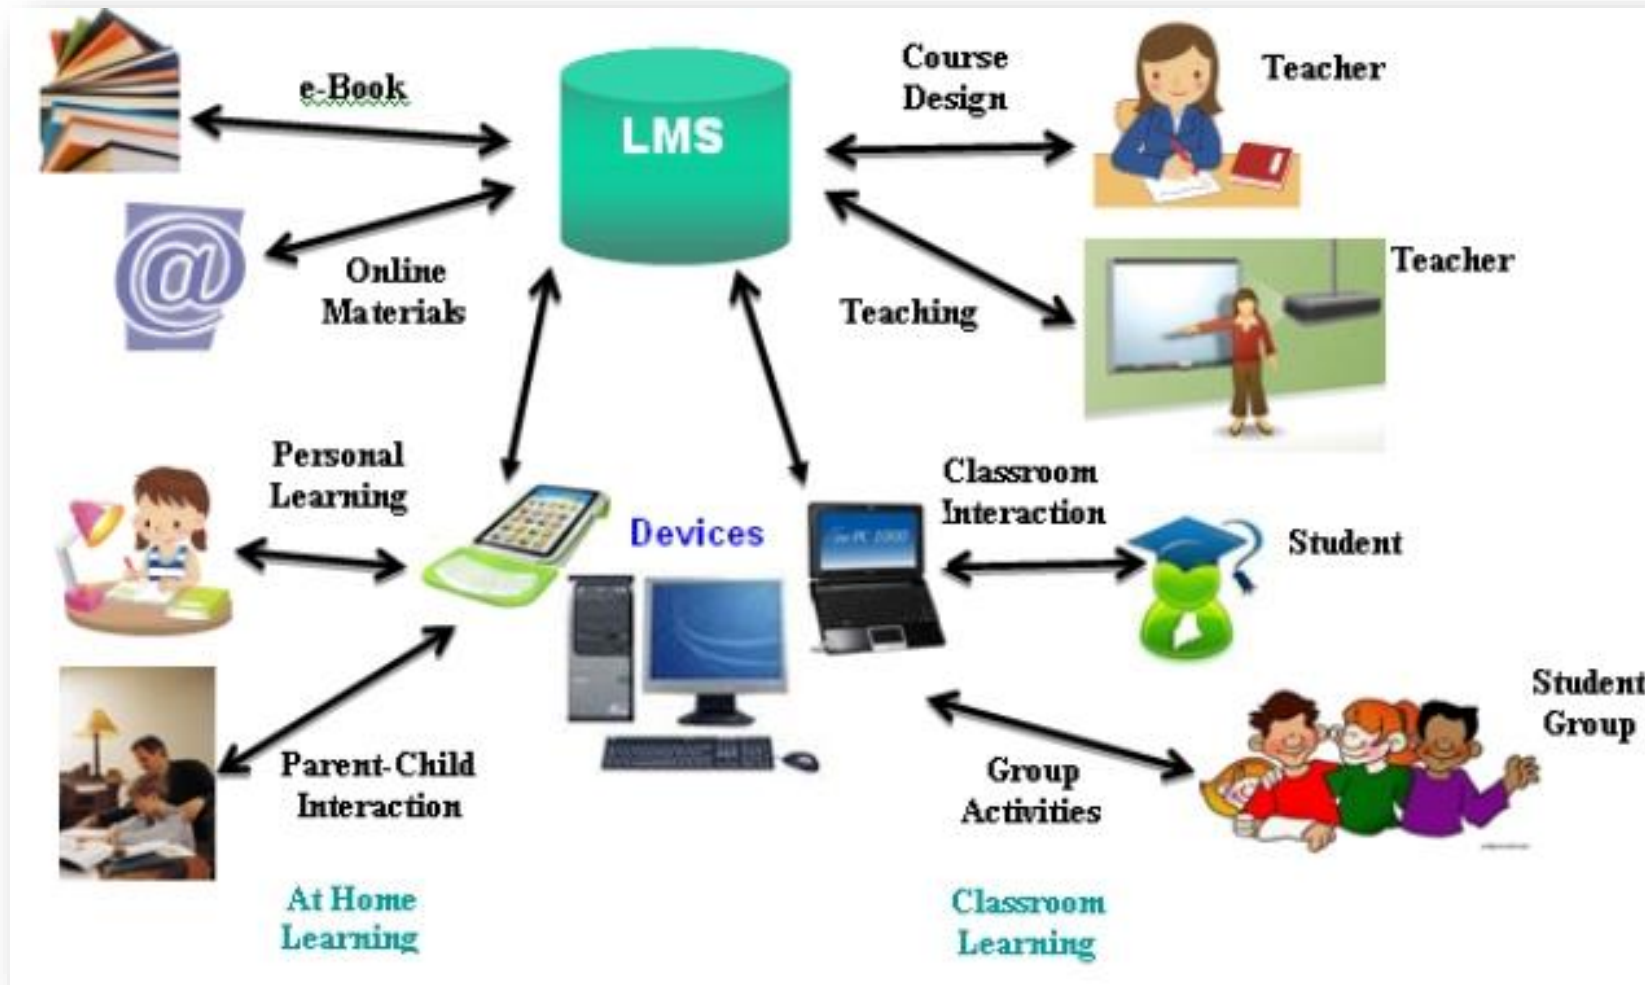 e-Book
LMS
Course
Design
Teacher
Online
Materials
Teaching
Teacher
Personal
Learning
Devices
Classroom
Interaction
Student
Parent-Child
Interaction
Group
Activities
Student
Group
At Home
Learning
Classroom
Learning